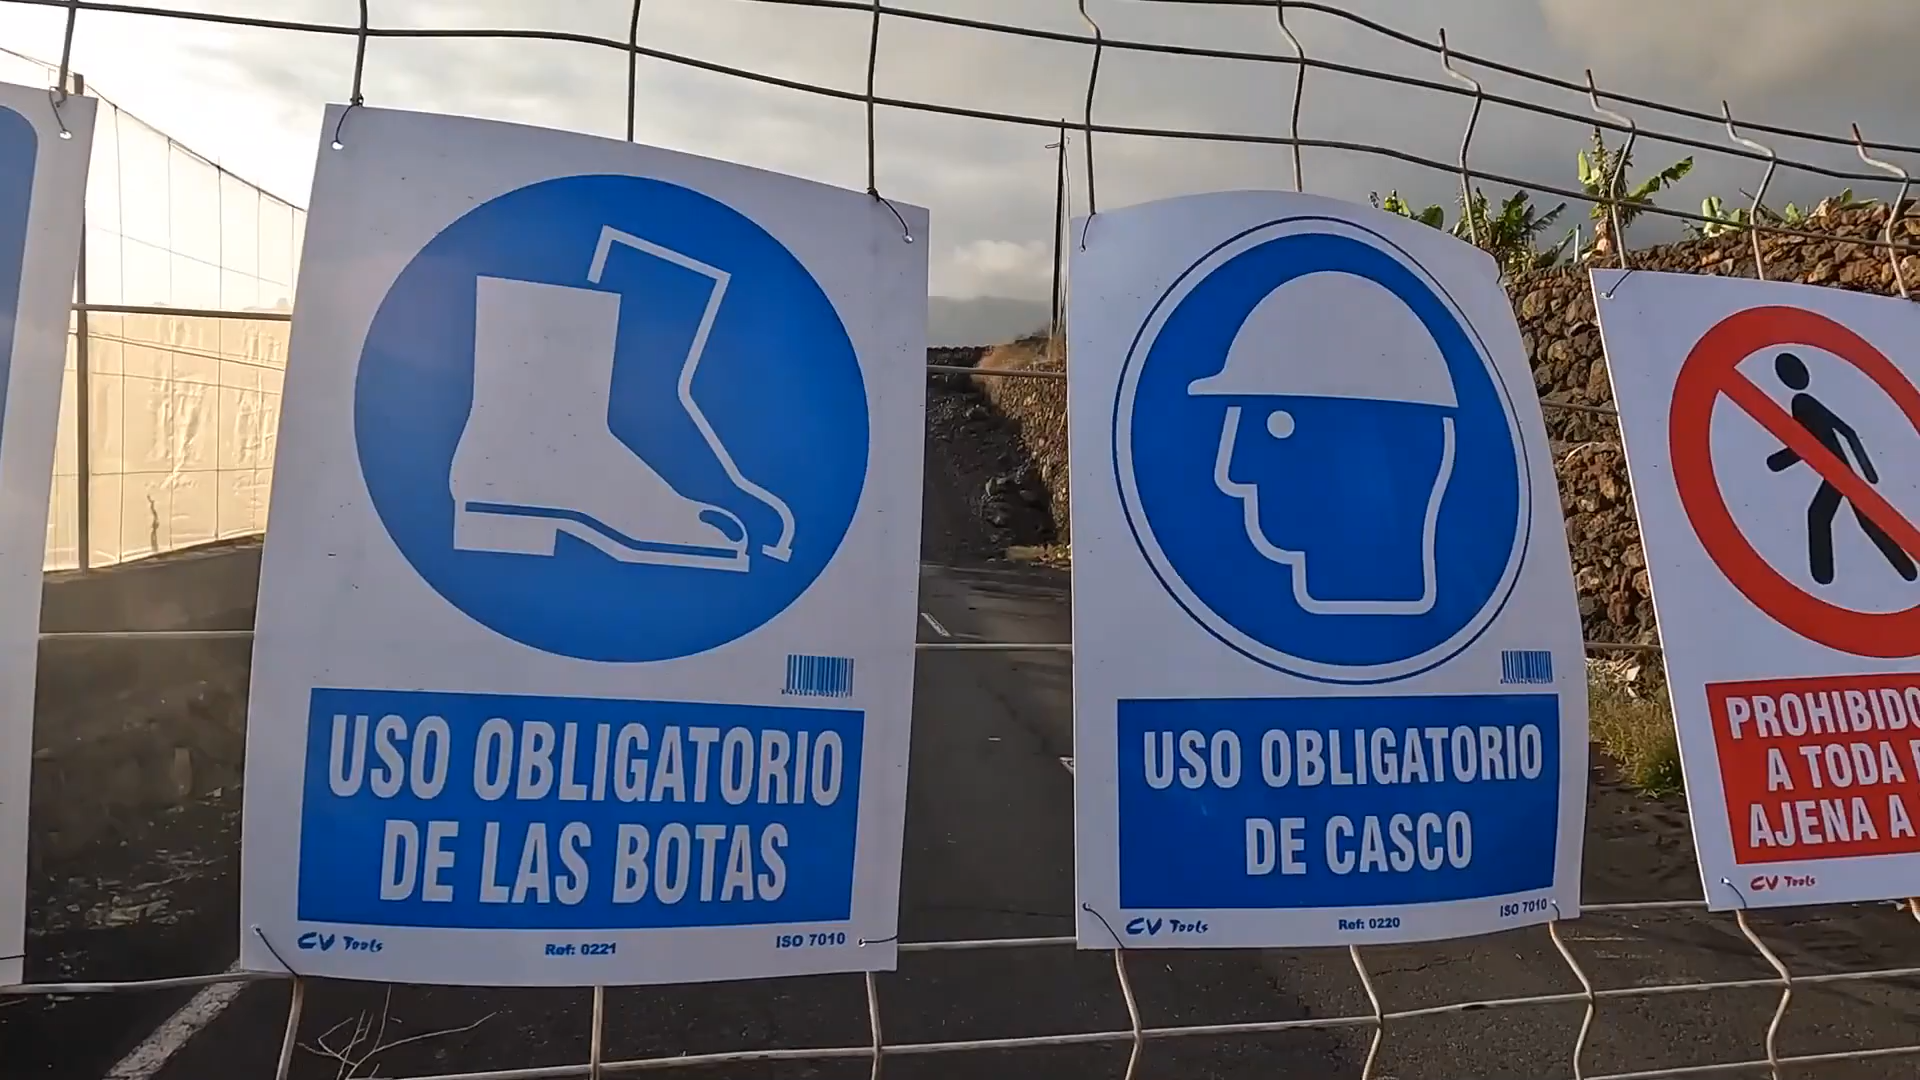 USO OBLIGATORIO
DE LAS BOTAS
CV Tools
Ref: 0221
ISO 7010
USO OBLIGATORIO
DE CASCO
CV Tools
Ref: 0220
ISO 7010
PROHIBIDO
A TODA
AJENA A
CV Tools